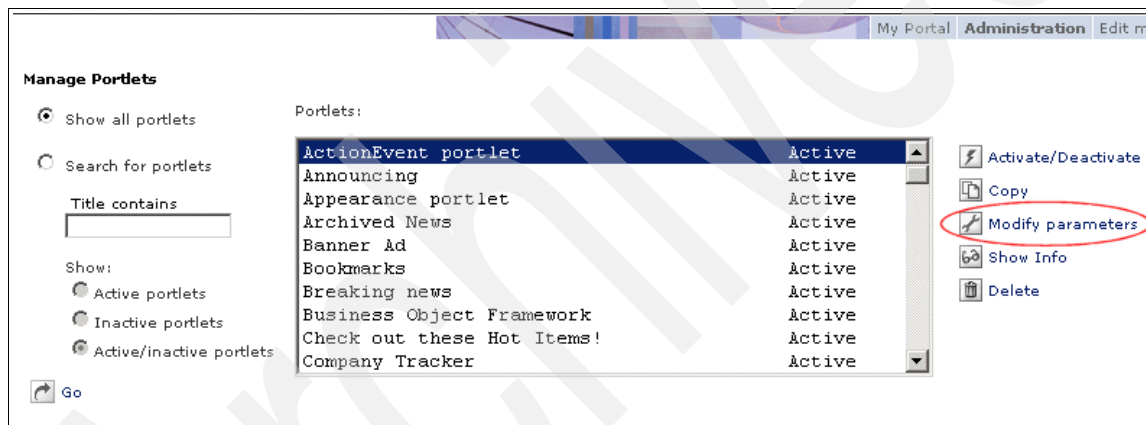 My Portal Administration Edit m
Manage Portlets
Show all portlets
Search for portlets
Title contains
Show:
Active portlets
Inactive portlets
Active/inactive portlets
Go
Portlets:
ActionEvent portlet Active
Announcing Active
Appearance portlet Active
Archived News Active
Banner Ad Active
Bookmarks Active
Breaking news Active
Business Object Framework Active
Check out these Hot Items! Active
Company Tracker Active
Activate/Deactivate
Copy
Modify parameters
Show Info
Delete